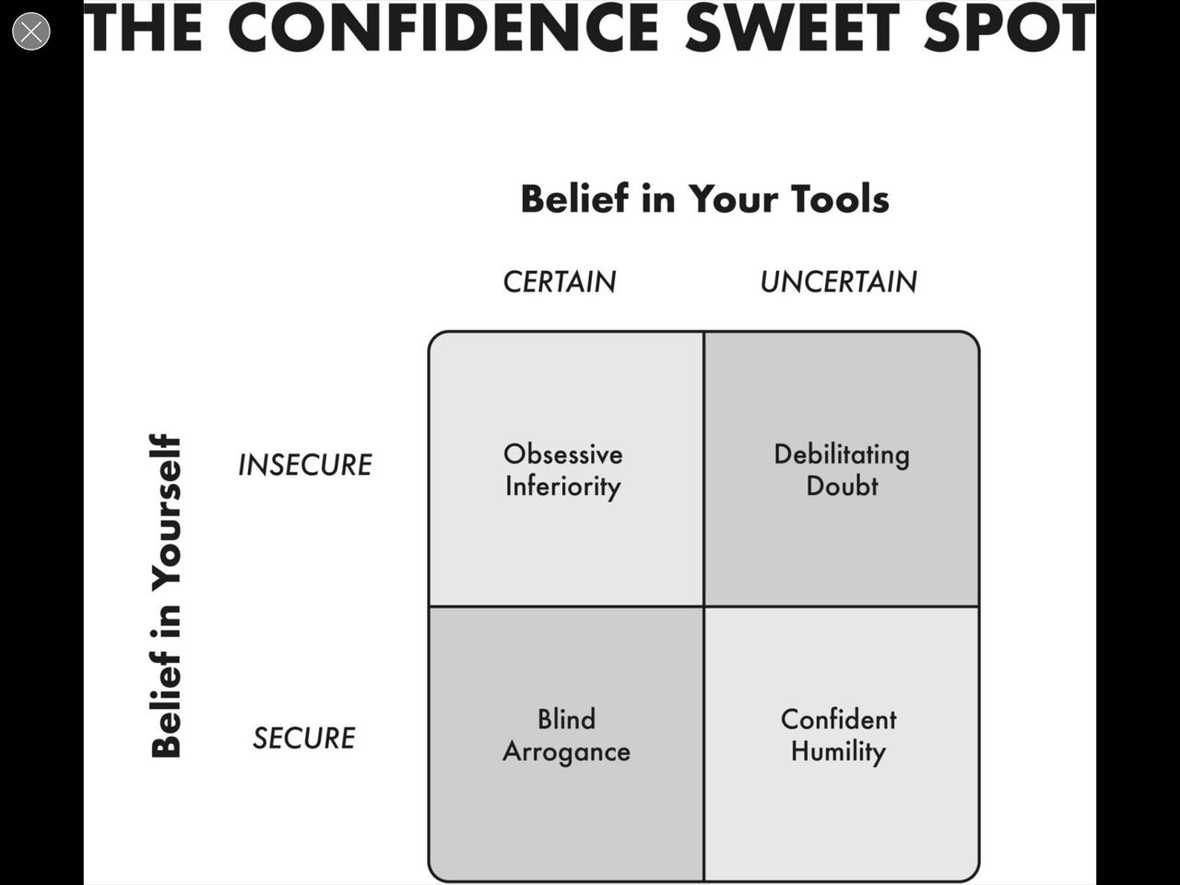 THE CONFIDENCE SWEET SPOT
Belief in Your Tools
CERTAIN
UNCERTAIN
Belief in Yourself
INSECURE
Obsessive
Inferiority
Debilitating
Doubt
SECURE
Blind
Arrogance
Confident
Humility